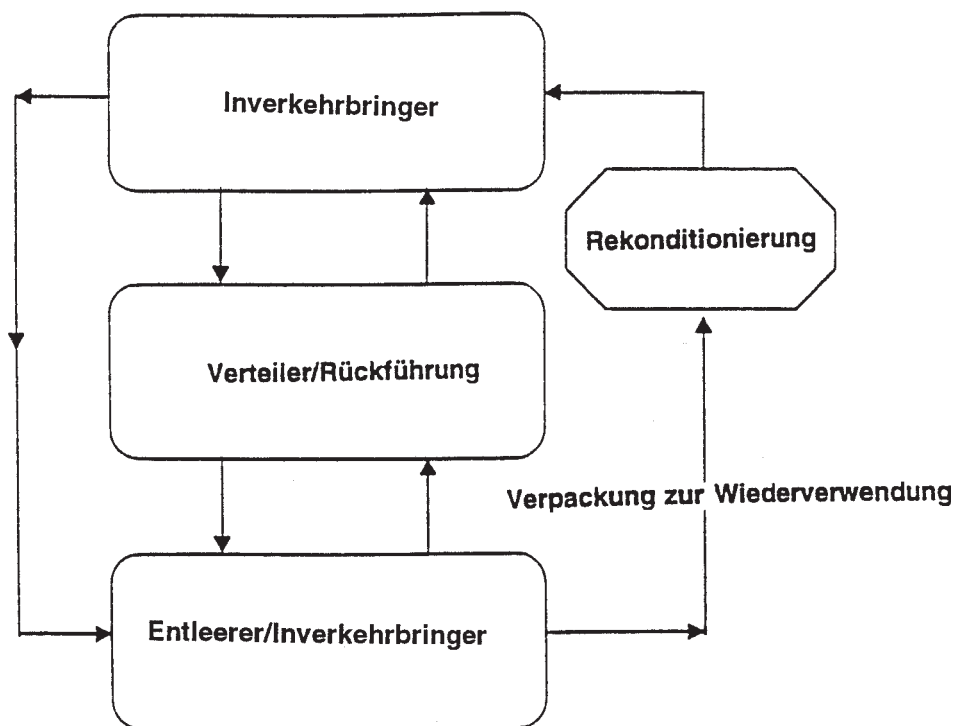 Inverkehrbringer
Rekonditionierung
Verteiler/Rückführung
Verpackung zur Wiederverwendung
Entleerer/Inverkehrbringer